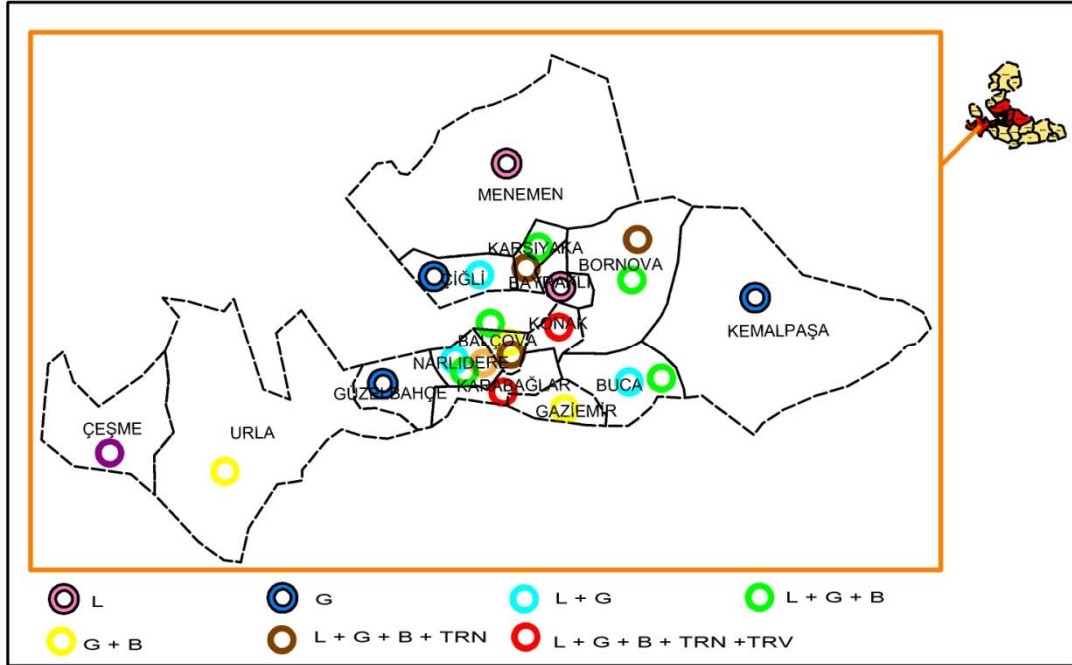 MENEMEN
KARŞIYAKA
BORNOVA
ÇİĞLİ
BAYRAKLI
KONAK
KEMALPAŞA
BALÇOVA
NARLIDERE
KARABAĞLAR
BUCA
GÜZELBAHÇE
GAZİEMİR
ÇEŞME
URLA
L
G
L + G
L + G + B
G + B
L + G + B + TRN
L + G + B + TRN +TRV